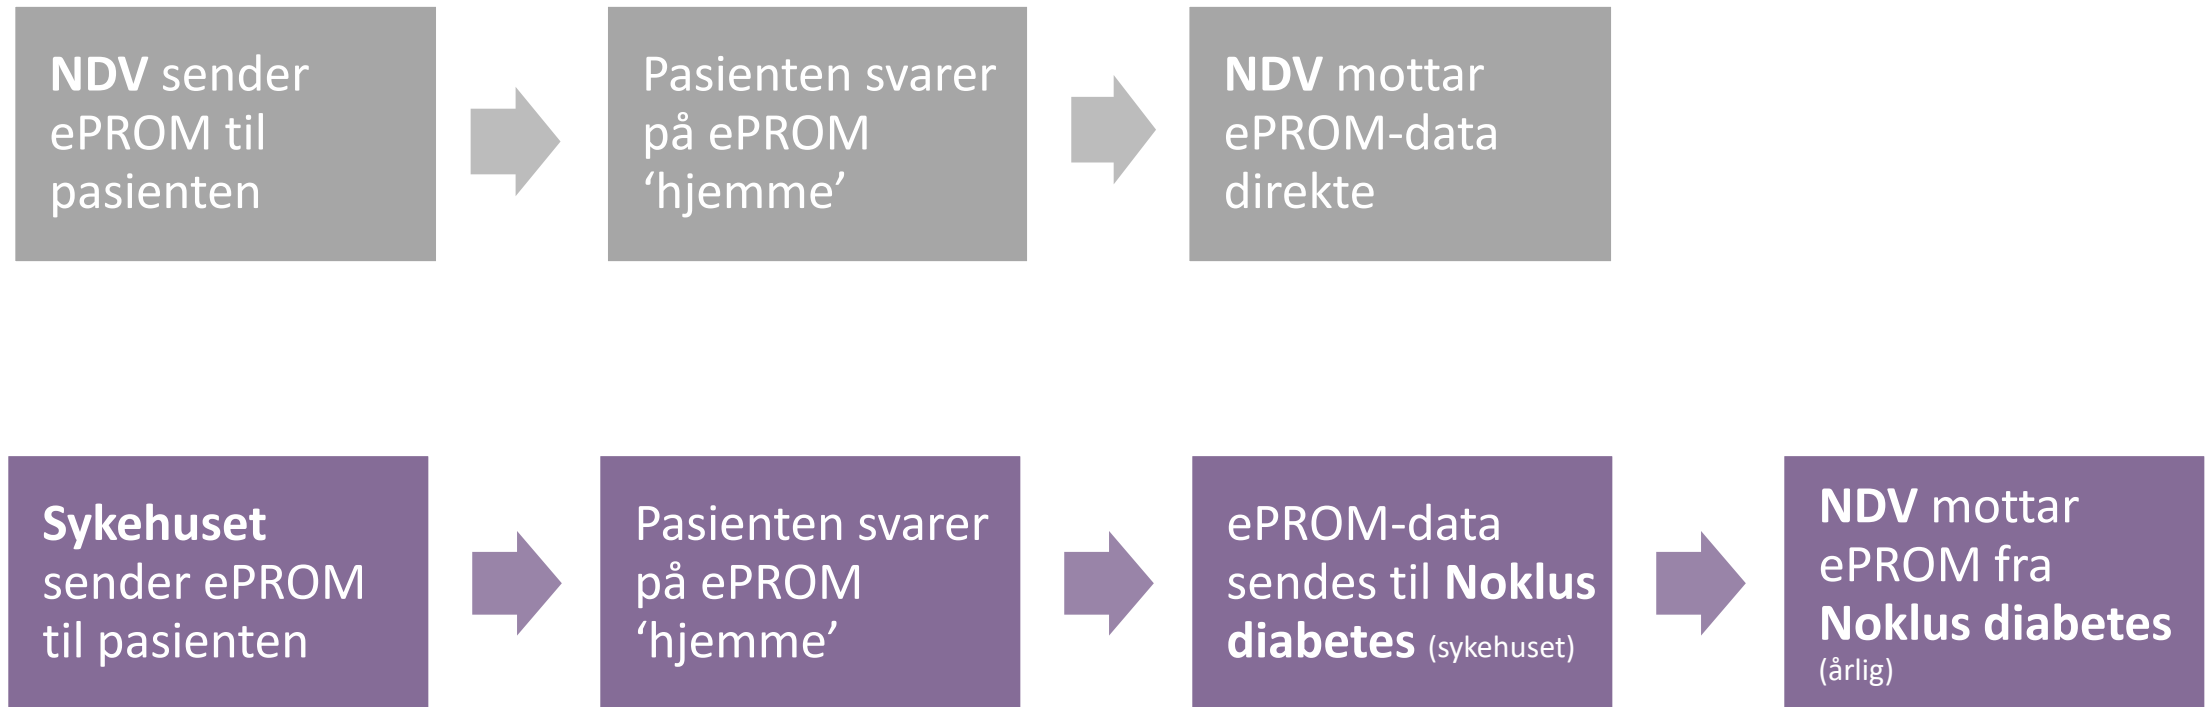 NDV sender
ePROM til
pasienten
Pasienten svarer
på ePROM
‘hjemme’
NDV mottar
ePROM-data
direkte
Sykehuset
sender ePROM
til pasienten
Pasienten svarer
på ePROM
‘hjemme’
ePROM-data
sendes til Noklus
diabetes (sykehuset)
NDV mottar
ePROM fra
Noklus diabetes
(årlig)